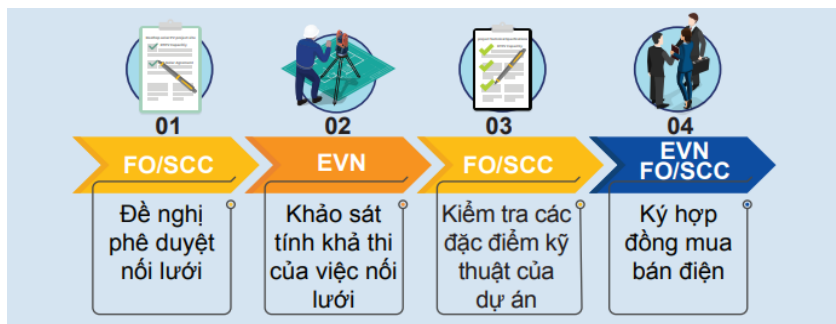 01
02
03
04
FO/SCC
EVN
FO/SCC
EVN
FO/SCC
Đề nghị
phê duyệt
nối lưới
Khảo sát
tính khả thi
của việc nối
lưới
Kiểm tra các
đặc điểm kỹ
thuật của
dự án
Ký hợp
đồng mua
bán điện